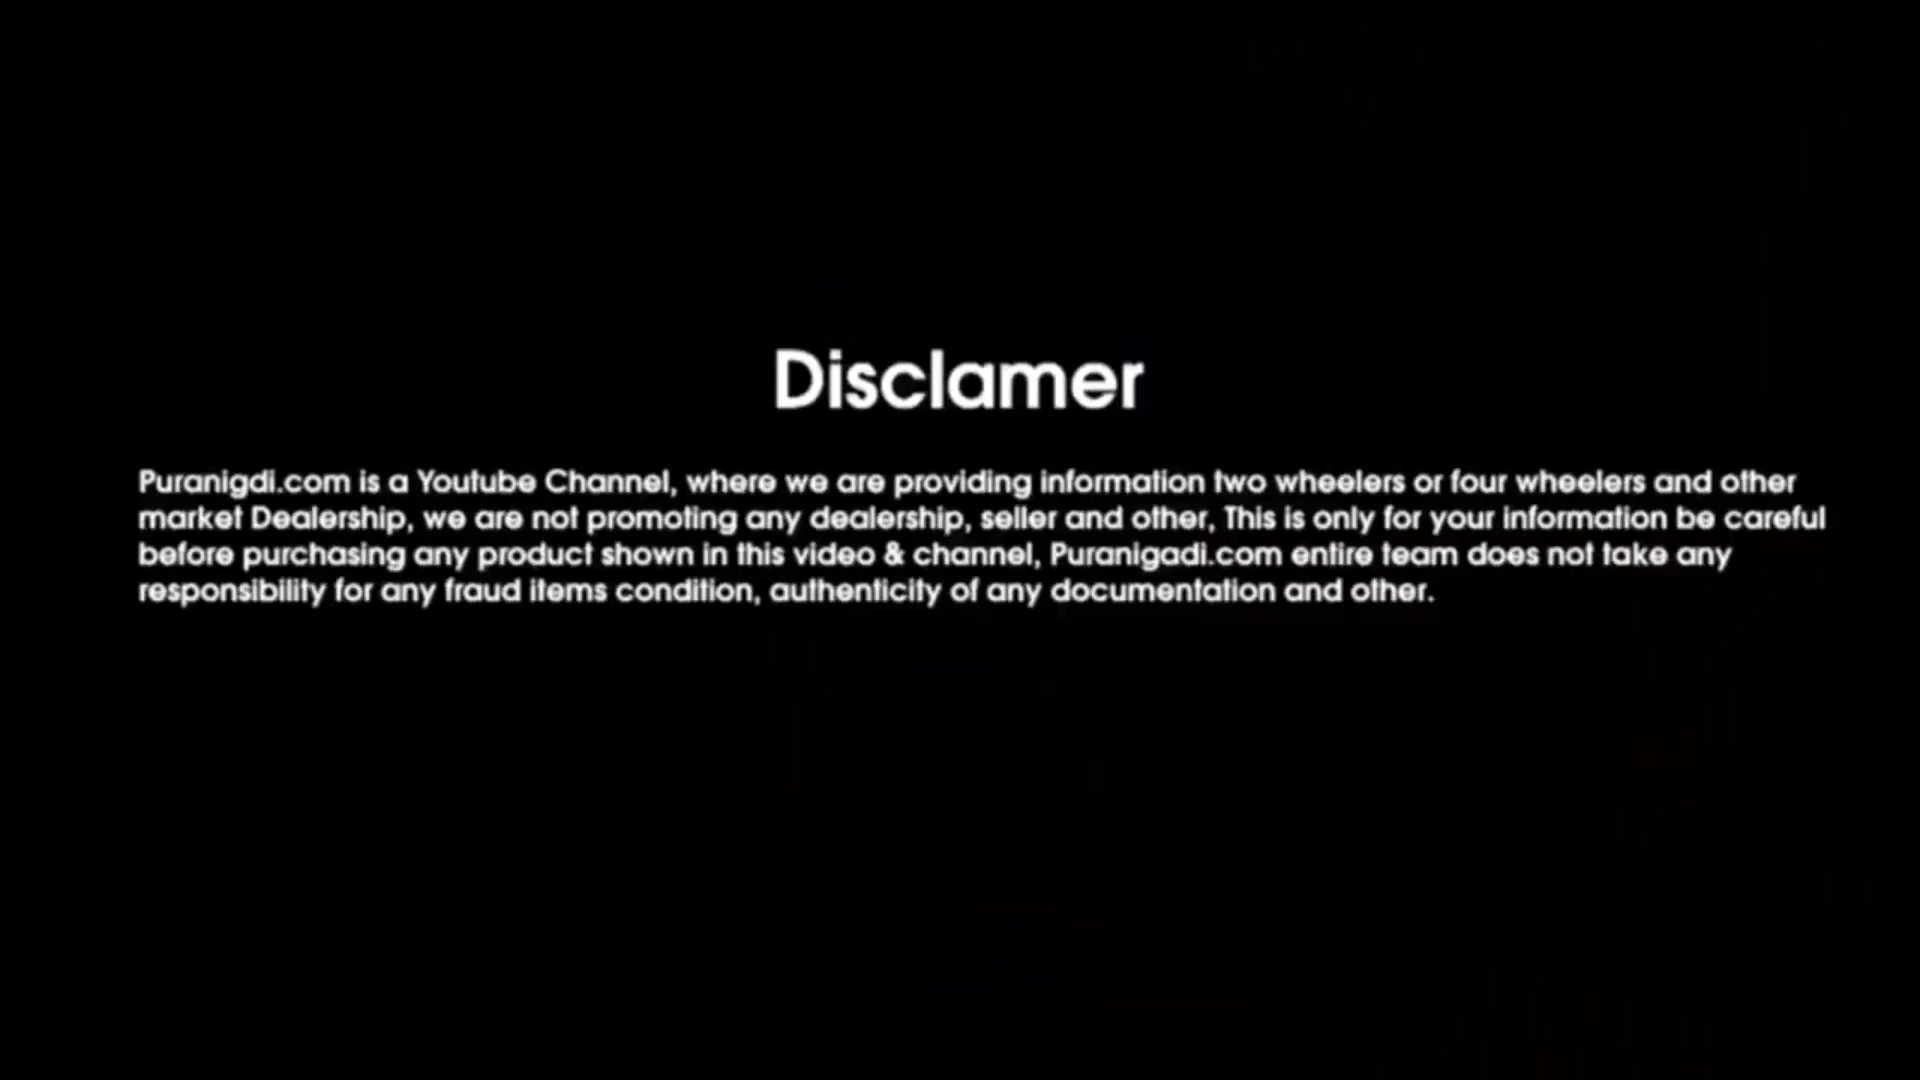 Disclamer
Puranigdi.com is a Youtube Channel, where we are providing information two wheelers or four wheelers and other
market Dealership, we are not promoting any dealership, seller and other, This is only for your information be careful
before purchasing any product shown in this video & channel, Puranigadi.com entire team does not take any
responsibility for any fraud items condition, authenticity of any documentation and other.